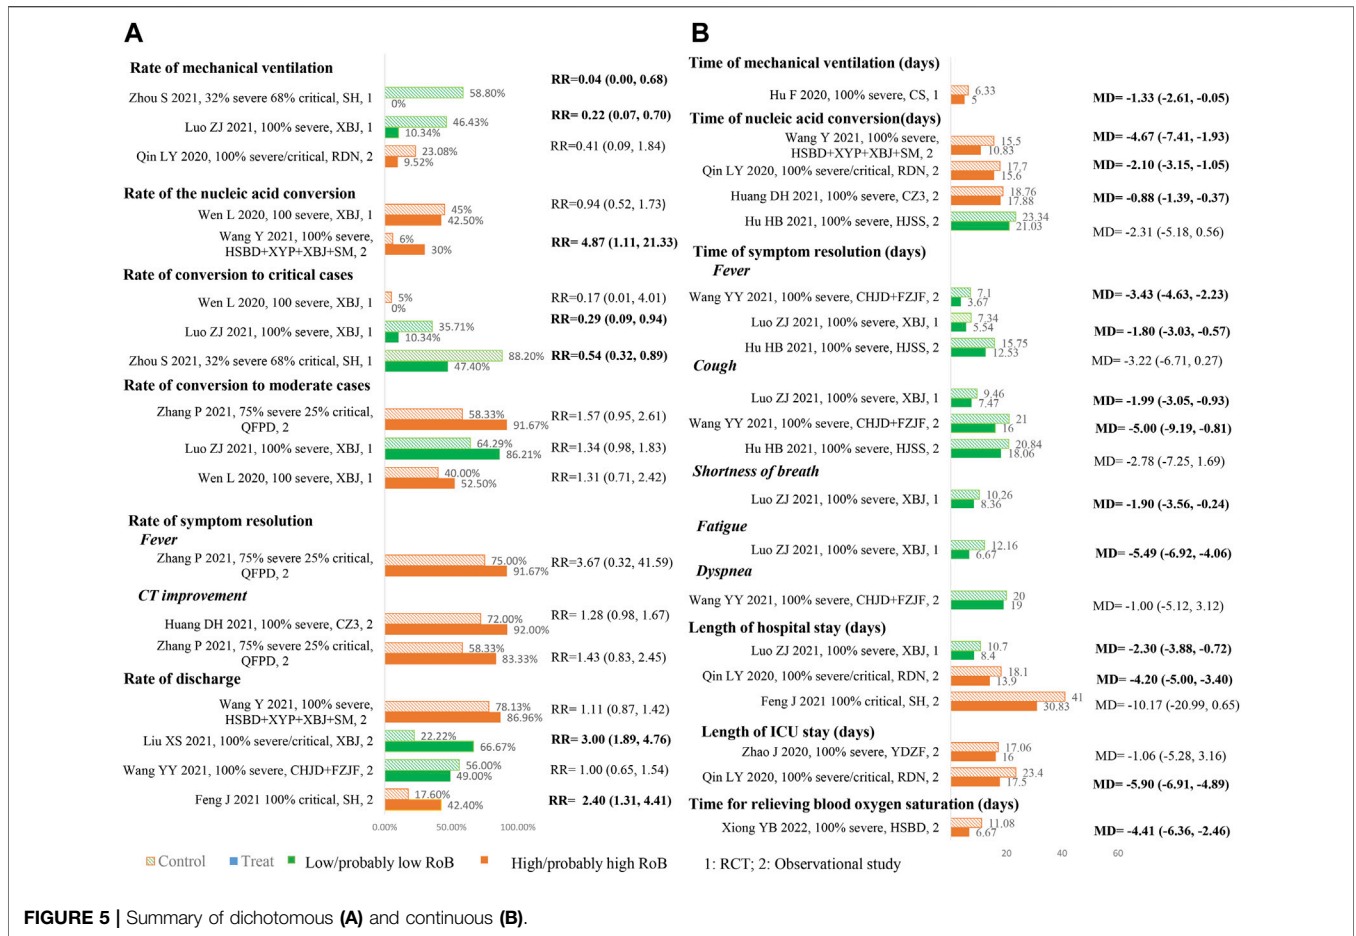 A
Rate of mechanical ventilation
RR=0.04 (0.00, 0.68)
Zhou S 2021, 32% severe 68% critical, SH, 1
58.80%
0%
Luo ZJ 2021, 100% severe, XBJ, 1
46.43%
10.34%
RR= 0.22 (0.07, 0.70)
Qin LY 2020, 100% severe/critical, RDN, 2
23.08%
9.52%
RR=0.41 (0.09, 1.84)
Rate of the nucleic acid conversion
Wen L 2020, 100 severe, XBJ, 1
45%
42.50%
RR=0.94 (0.52, 1.73)
Wang Y 2021, 100% severe,
HSBD+XYP+XBJ+SM, 2
6%
30%
RR= 4.87 (1.11, 21.33)
Rate of conversion to critical cases
Wen L 2020, 100 severe, XBJ, 1
5%
0%
RR=0.17 (0.01, 4.01)
Luo ZJ 2021, 100% severe, XBJ, 1
35.71%
10.34%
RR=0.29 (0.09, 0.94)
Zhou S 2021, 32% severe 68% critical, SH, 1
88.20%
47.40%
RR=0.54 (0.32, 0.89)
Rate of conversion to moderate cases
Zhang P 2021, 75% severe 25% critical,
QFPD, 2
58.33%
91.67%
RR=1.57 (0.95, 2.61)
Luo ZJ 2021, 100% severe, XBJ, 1
64.29%
86.21%
RR=1.34 (0.98, 1.83)
Wen L 2020, 100 severe, XBJ, 1
40.00%
52.50%
RR=1.31 (0.71, 2.42)
Rate of symptom resolution
Fever
Zhang P 2021, 75% severe 25% critical,
QFPD, 2
75.00%
91.67%
RR=3.67 (0.32, 41.59)
CT improvement
Huang DH 2021, 100% severe, CZ3, 2
72.00%
92.00%
RR= 1.28 (0.98, 1.67)
Zhang P 2021, 75% severe 25% critical,
QFPD, 2
58.33%
83.33%
RR=1.43 (0.83, 2.45)
Rate of discharge
Wang Y 2021, 100% severe,
HSBD+XYP+XBJ+SM, 2
78.13%
86.96%
RR= 1.11 (0.87, 1.42)
Liu XS 2021, 100% severe/critical, XBJ, 2
22.22%
66.67%
RR= 3.00 (1.89, 4.76)
Wang YY 2021, 100% severe, CHJD+FZJF, 2
56.00%
49.00%
RR= 1.00 (0.65, 1.54)
Feng J 2021 100% critical, SH, 2
17.60%
42.40%
RR= 2.40 (1.31, 4.41)
0.00% 50.00% 100.00%
Control Treat Low/probably low RoB High/probably high RoB
B
Time of mechanical ventilation (days)
Hu F 2020, 100% severe, CS, 1
6.33
5
MD= -1.33 (-2.61, -0.05)
Time of nucleic acid conversion(days)
Wang Y 2021, 100% severe,
HSBD+XYP+XBJ+SM, 2
15.5
10.83
MD= -4.67 (-7.41, -1.93)
Qin LY 2020, 100% severe/critical, RDN, 2
17.7
15.6
MD= -2.10 (-3.15, -1.05)
Huang DH 2021, 100% severe, CZ3, 2
18.76
17.88
MD= -0.88 (-1.39, -0.37)
Hu HB 2021, 100% severe, HJSS, 2
23.34
21.03
MD= -2.31 (-5.18, 0.56)
Time of symptom resolution (days)
Fever
Wang YY 2021, 100% severe, CHJD+FZJF, 2
7.1
3.67
MD= -3.43 (-4.63, -2.23)
Luo ZJ 2021, 100% severe, XBJ, 1
7.34
5.54
MD= -1.80 (-3.03, -0.57)
Hu HB 2021, 100% severe, HJSS, 2
15.75
12.53
MD= -3.22 (-6.71, 0.27)
Cough
Luo ZJ 2021, 100% severe, XBJ, 1
9.46
7.47
MD= -1.99 (-3.05, -0.93)
Wang YY 2021, 100% severe, CHJD+FZJF, 2
21
16
MD= -5.00 (-9.19, -0.81)
Hu HB 2021, 100% severe, HJSS, 2
20.84
18.06
MD= -2.78 (-7.25, 1.69)
Shortness of breath
Luo ZJ 2021, 100% severe, XBJ, 1
10.26
8.36
MD= -1.90 (-3.56, -0.24)
Fatigue
Luo ZJ 2021, 100% severe, XBJ, 1
12.16
6.67
MD= -5.49 (-6.92, -4.06)
Dyspnea
Wang YY 2021, 100% severe, CHJD+FZJF, 2
20
19
MD= -1.00 (-5.12, 3.12)
Length of hospital stay (days)
Luo ZJ 2021, 100% severe, XBJ, 1
10.7
8.4
MD= -2.30 (-3.88, -0.72)
Qin LY 2020, 100% severe/critical, RDN, 2
18.1
13.9
MD= -4.20 (-5.00, -3.40)
Feng J 2021 100% critical, SH, 2
41
30.83
MD= -10.17 (-20.99, 0.65)
Length of ICU stay (days)
Zhao J 2020, 100% severe, YDZF, 2
17.06
16
MD= -1.06 (-5.28, 3.16)
Qin LY 2020, 100% severe/critical, RDN, 2
23.4
17.5
MD= -5.90 (-6.91, -4.89)
Time for relieving blood oxygen saturation (days)
Xiong YB 2022, 100% severe, HSBD, 2
11.08
6.67
MD= -4.41 (-6.36, -2.46)
20 40 60
1: RCT; 2: Observational study
FIGURE 5 | Summary of dichotomous (A) and continuous (B).